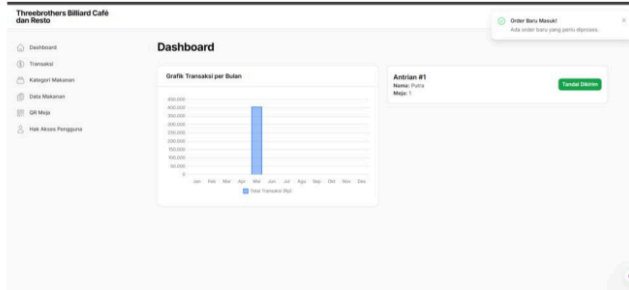 Threebrothers Billiard Café
dan Resto
Dashboard
Transaksi
Kategori Makanan
Data Makanan
QR Meja
Hak Akses Pengguna
Dashboard
Grafik Transaksi per Bulan
450.000
400.000
350.000
300.000
250.000
200.000
150.000
100.000
50.000
0
Jan Feb Mar Apr Mei Jun Jul Agu Sep Okt Nov Des
Total Transaksi (Rp)
Order Baru Masuk!
Ada order baru yang perlu diproses.
Antrian #1
Nama: Putra
Meja: 1
Tandai Dikirim